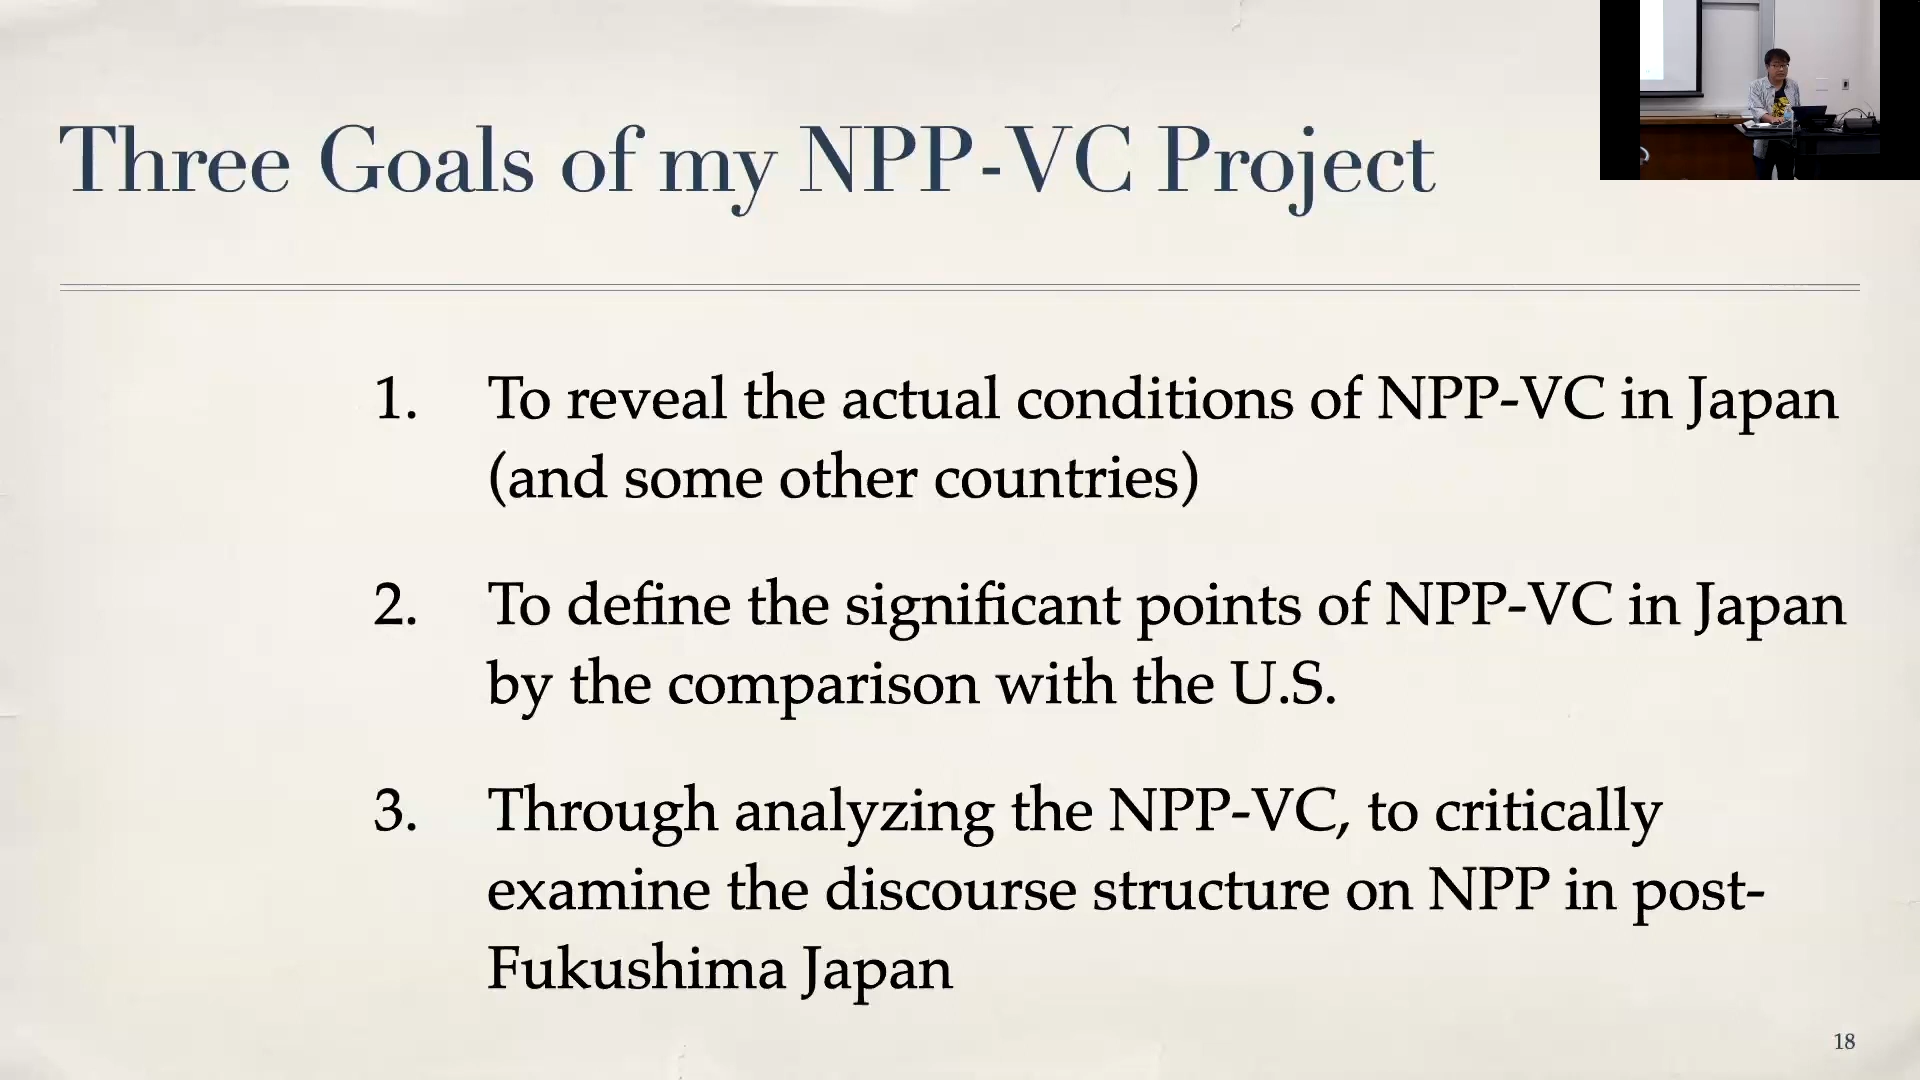 Three Goals of my NPP-VC Project
1. To reveal the actual conditions of NPP-VC in Japan
(and some other countries)
2. To define the significant points of NPP-VC in Japan
by the comparison with the U.S.
3. Through analyzing the NPP-VC, to critically
examine the discourse structure on NPP in post-
Fukushima Japan
18